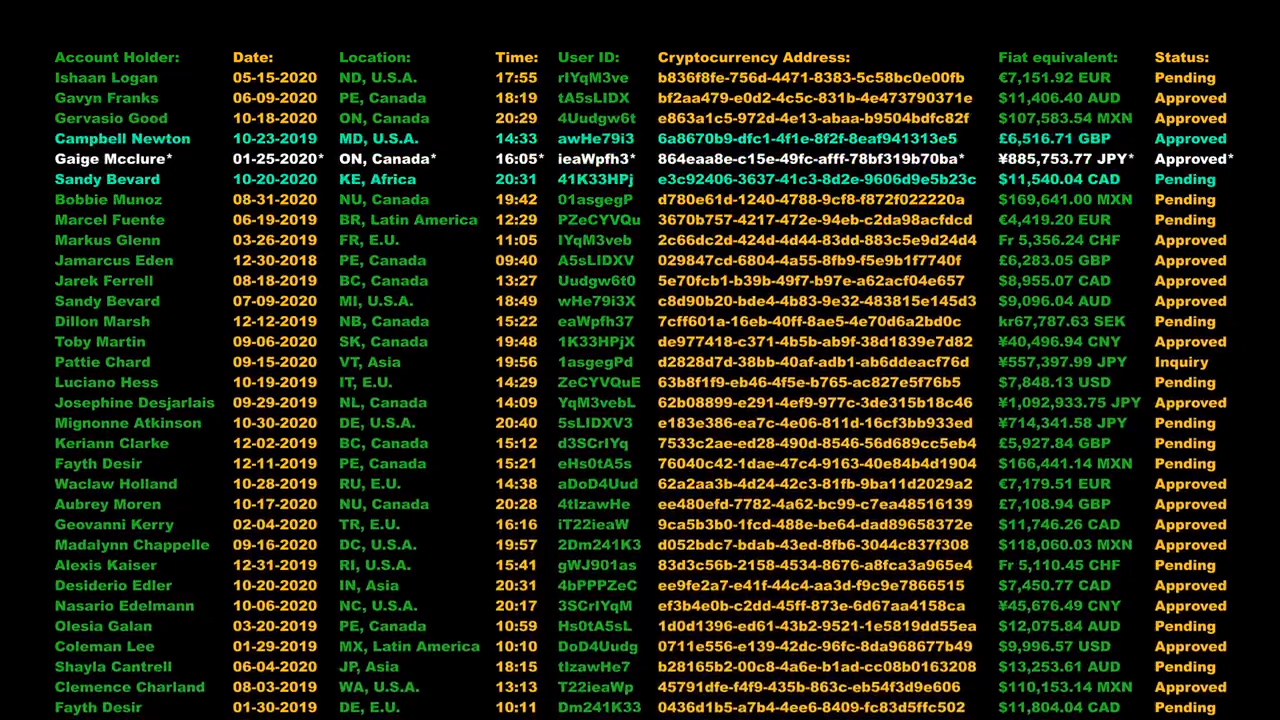 Account Holder: Date: Location: Time: User ID: Cryptocurrency Address: Fiat equivalent: Status:
Ishaan Logan 05-15-2020 ND, U.S.A. 17:55 rIYqM3ve b836f8fe-756d-4471-8383-5c58bc0e00fb €7,151.92 EUR Pending
Gavyn Franks 06-09-2020 PE, Canada 18:19 tA5sLIDX bf2aa479-e0d2-4c5c-831b-4e473790371e $11,406.40 AUD Approved
Gervasio Good 10-18-2020 ON, Canada 20:29 4Uudgw6t e863a1c5-972d-4e13-abaa-b9504bdfc82f $107,583.54 MXN Approved
Campbell Newton 10-23-2019 MD, U.S.A. 14:33 awHe79i3 6a8670b9-dfc1-4f1e-8f2f-8eaf941313e5 £6,516.71 GBP Approved
Gaige Mcclure* 01-25-2020* ON, Canada* 16:05* ieaWpfh3* 864eaa8e-c15e-49fc-afff-78bf319b70ba* ¥885,753.77 JPY* Approved*
Sandy Bevard 10-20-2020 KE, Africa 20:31 41K33HPj e3c92406-3637-41c3-8d2e-9606d9e5b23c $11,540.04 CAD Pending
Bobbie Munoz 08-31-2020 NU, Canada 19:42 01asgegP d780e61d-1240-4788-9cf8-f872f022220a $169,641.00 MXN Pending
Marcel Fuente 06-19-2019 BR, Latin America 12:29 PZeCYVQu 3670b757-4217-472e-94eb-c2da98acfdcd €4,419.20 EUR Pending
Markus Glenn 03-26-2019 FR, E.U. 11:05 IYqM3veb 2c66dc2d-424d-4d44-83dd-883c5e9d24d4 Fr 5,356.24 CHF Approved
Jamarcus Eden 12-30-2018 PE, Canada 09:40 A5sLIDXV 029847cd-6804-4a55-8fb9-f5e9b1f7740f £6,283.05 GBP Approved
Jarek Ferrell 08-18-2019 BC, Canada 13:27 Uudgw6t0 5e70fcb1-b39b-49f7-b97e-a62acf04e657 $8,955.07 CAD Approved
Sandy Bevard 07-09-2020 MI, U.S.A. 18:49 wHe79i3X c8d90b20-bde4-4b83-9e32-483815e145d3 $9,096.04 AUD Approved
Dillon Marsh 12-12-2019 NB, Canada 15:22 eaWpfh37 7cff601a-16eb-40ff-8ae5-4e70d6a2bd0c kr67,787.63 SEK Pending
Toby Martin 09-06-2020 SK, Canada 19:48 1K33HPjX de977418-c371-4b5b-ab9f-38d1839e7d82 ¥40,496.94 CNY Approved
Pattie Chard 09-15-2020 VT, Asia 19:56 1asgegPd d2828d7d-38bb-40af-adb1-ab6ddeacf76d ¥557,397.99 JPY Inquiry
Luciano Hess 10-19-2019 IT, E.U. 14:29 ZeCYVQuE 63b8f1f9-eb46-4f5e-b765-ac827e5f76b5 $7,848.13 USD Pending
Josephine Desjarlais 09-29-2019 NL, Canada 14:09 YqM3vebL 62b08899-e291-4ef9-977c-3de315b18c46 ¥1,092,933.75 JPY Approved
Mignonne Atkinson 10-30-2020 DE, U.S.A. 20:40 5sLIDXV3 e183e386-ea7c-4e06-811d-16cf3bb933ed ¥714,341.58 JPY Pending
Keriann Clarke 12-02-2019 BC, Canada 15:12 d3SCrIYq 7533c2ae-ed28-490d-8546-56d689cc5eb4 £5,927.84 GBP Pending
Fayth Desir 12-11-2019 PE, Canada 15:21 eHs0tA5s 76040c42-1dae-47c4-9163-40e84b4d1904 $166,441.14 MXN Pending
Waclaw Holland 10-28-2019 RU, E.U. 14:38 aDoD4Uud 62a2aa3b-4d24-42c3-81fb-9ba11d2029a2 €7,179.51 EUR Approved
Aubrey Moren 10-17-2020 NU, Canada 20:28 4tIzawHe ee480efd-7782-4a62-bc99-c7ea48516139 £7,108.94 GBP Approved
Geovanni Kerry 02-04-2020 TR, E.U. 16:16 iT22ieaW 9ca5b3b0-1fcd-488e-be64-dad89658372e $11,746.26 CAD Approved
Madalynn Chappelle 09-16-2020 DC, U.S.A. 19:57 2Dm241K3 d052bdc7-bdab-43ed-8fb6-3044c837f308 $118,060.03 MXN Approved
Alexis Kaiser 12-31-2019 RI, U.S.A. 15:41 gWJ901as 83d3c56b-2158-4534-8676-a8fca3a965e4 Fr 5,110.45 CHF Approved
Desiderio Edler 10-20-2020 IN, Asia 20:31 4bPPPZeC ee9fe2a7-e41f-44c4-aa3d-f9c9e7866515 $7,450.77 CAD Approved
Nasario Edelmann 10-06-2020 NC, U.S.A. 20:17 3SCrIYqM ef3b4e0b-c2dd-45ff-873e-6d67aa4158ca ¥45,676.49 CNY Approved
Olesia Galan 03-20-2019 PE, Canada 10:59 Hs0tA5sL 1d0d1396-ed61-43b2-9521-1e5819dd55ea $12,075.84 AUD Pending
Coleman Lee 01-29-2019 MX, Latin America 10:10 DoD4Uudg 0711e556-e139-42dc-96fc-8da968677b49 $9,996.57 USD Approved
Shayla Cantrell 06-04-2020 JP, Asia 18:15 tIzawHe7 b28165b2-00c8-4a6e-b1ad-cc08b0163208 $13,253.61 AUD Pending
Clemence Charland 08-03-2019 WA, U.S.A. 13:13 T22ieaWp 45791dfe-f4f9-435b-863c-eb54f3d9e606 $110,153.14 MXN Approved
Fayth Desir 01-30-2019 DE, E.U. 10:11 Dm241K33 0436d1b5-a7b4-4ee6-8409-fc83d5ffc502 $11,804.04 CAD Pending